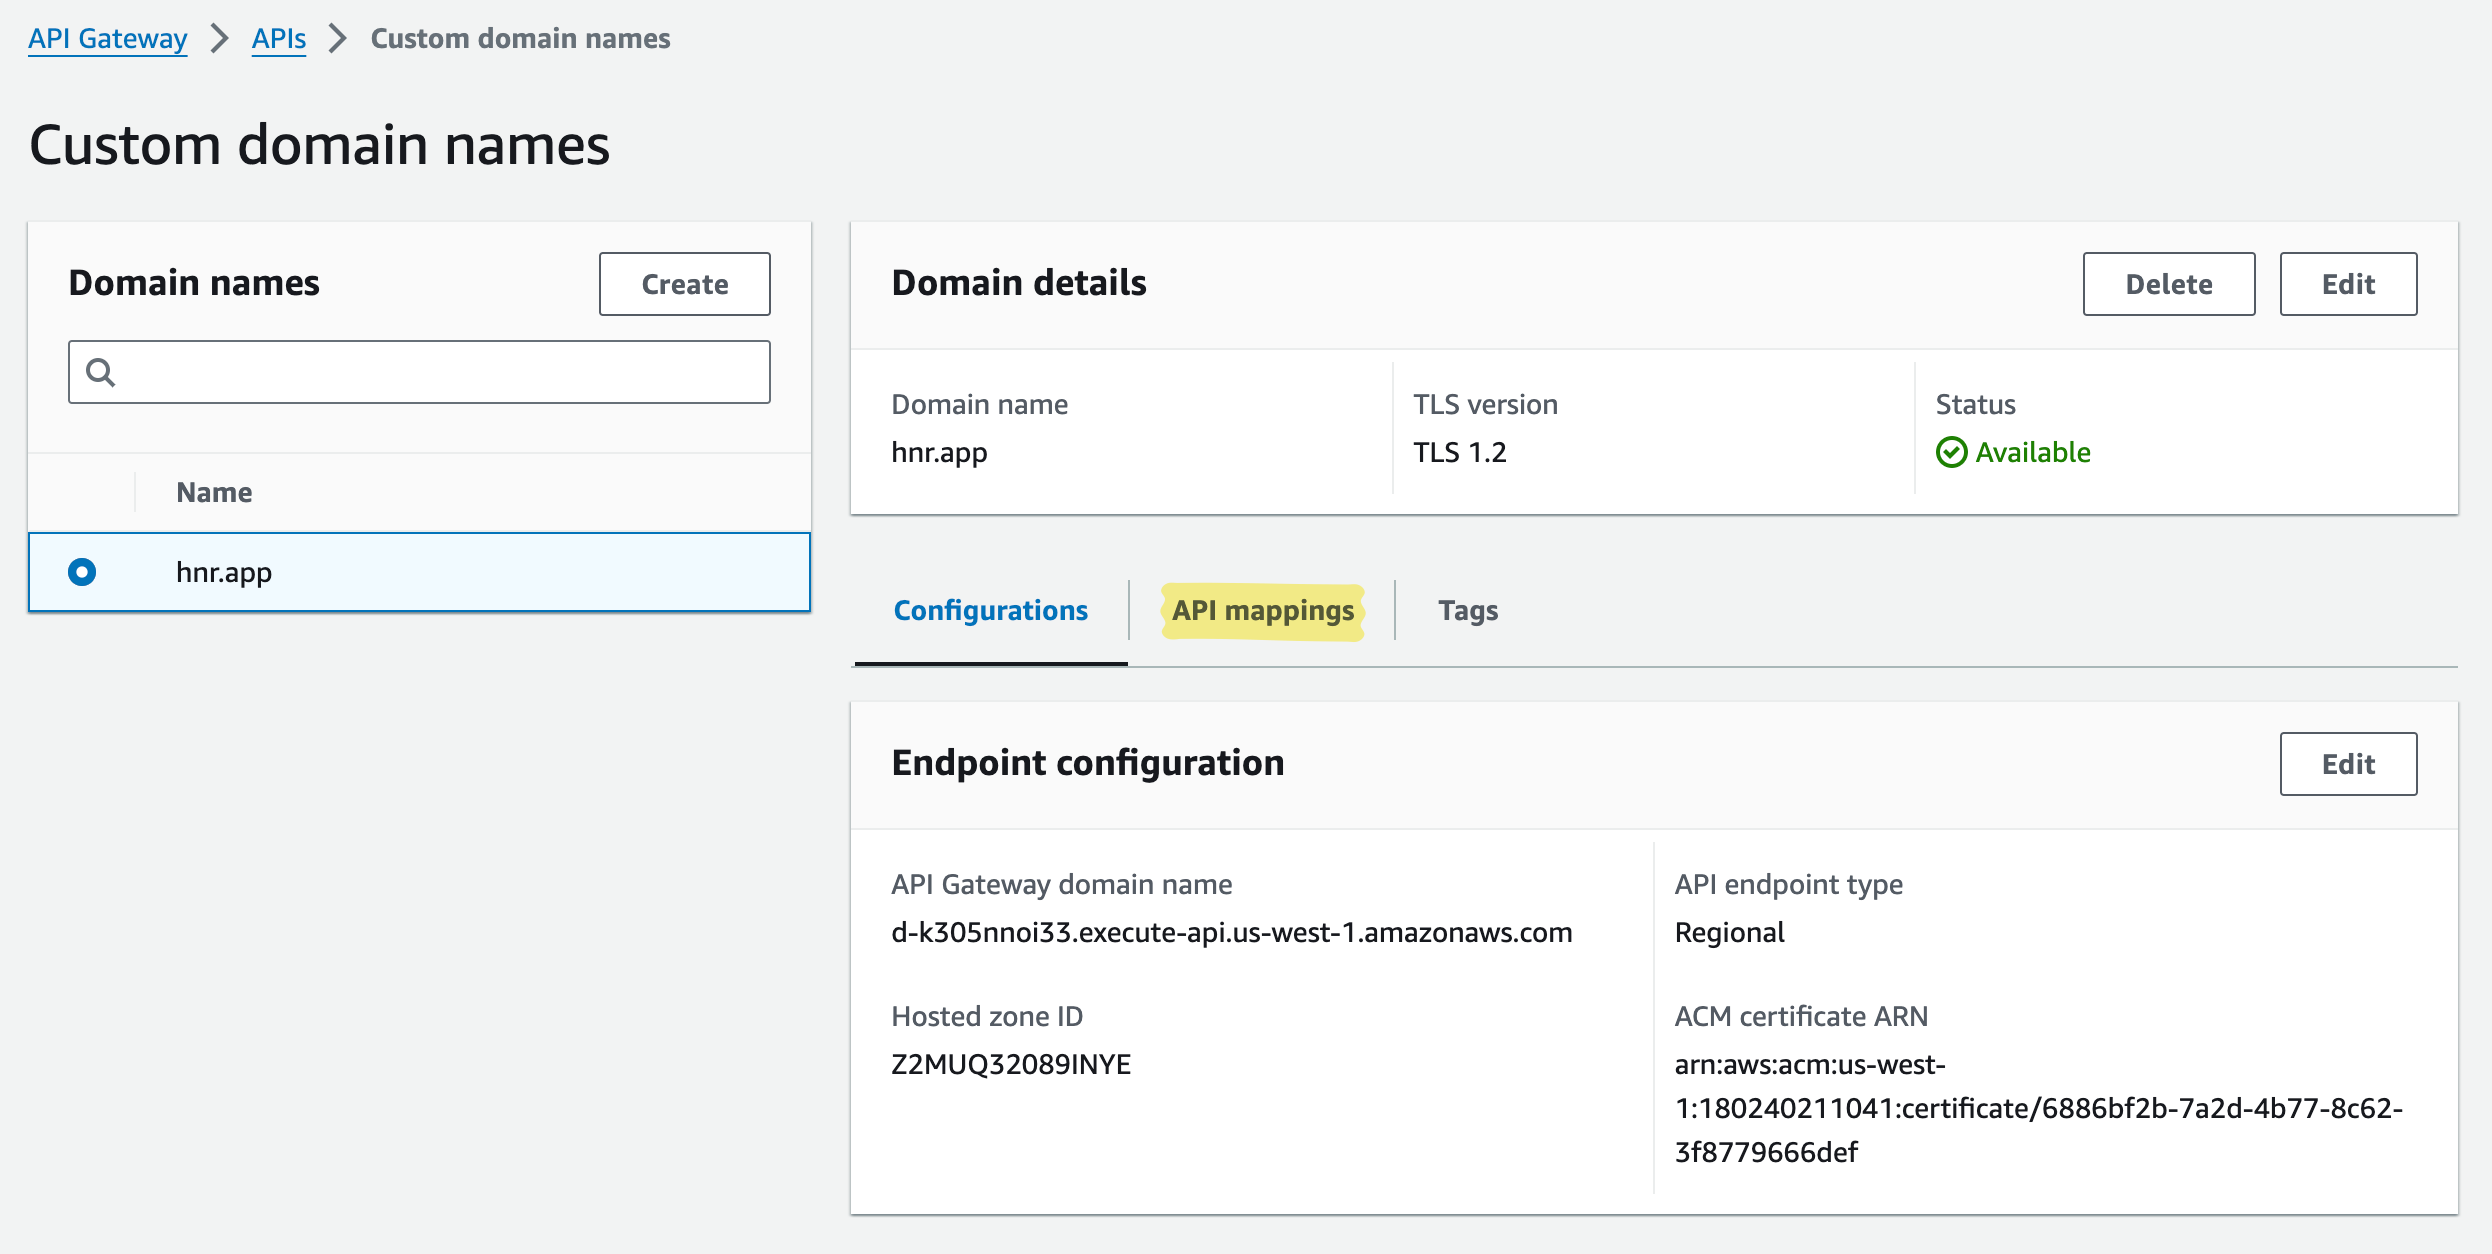 API Gateway > APIs > Custom domain names
Custom domain names
Domain names
Create
Name
hnr.app
Domain details
Delete
Edit
Domain name
hnr.app
TLS version
TLS 1.2
Status
Available
Configurations
API mappings
Tags
Endpoint configuration
Edit
API Gateway domain name
d-k305nnoi33.execute-api.us-west-1.amazonaws.com
Hosted zone ID
Z2MUQ32089INYE
API endpoint type
Regional
ACM certificate ARN
arn:aws:acm:us-west-
1:180240211041:certificate/6886bf2b-7a2d-4b77-8c62-
3f8779666def